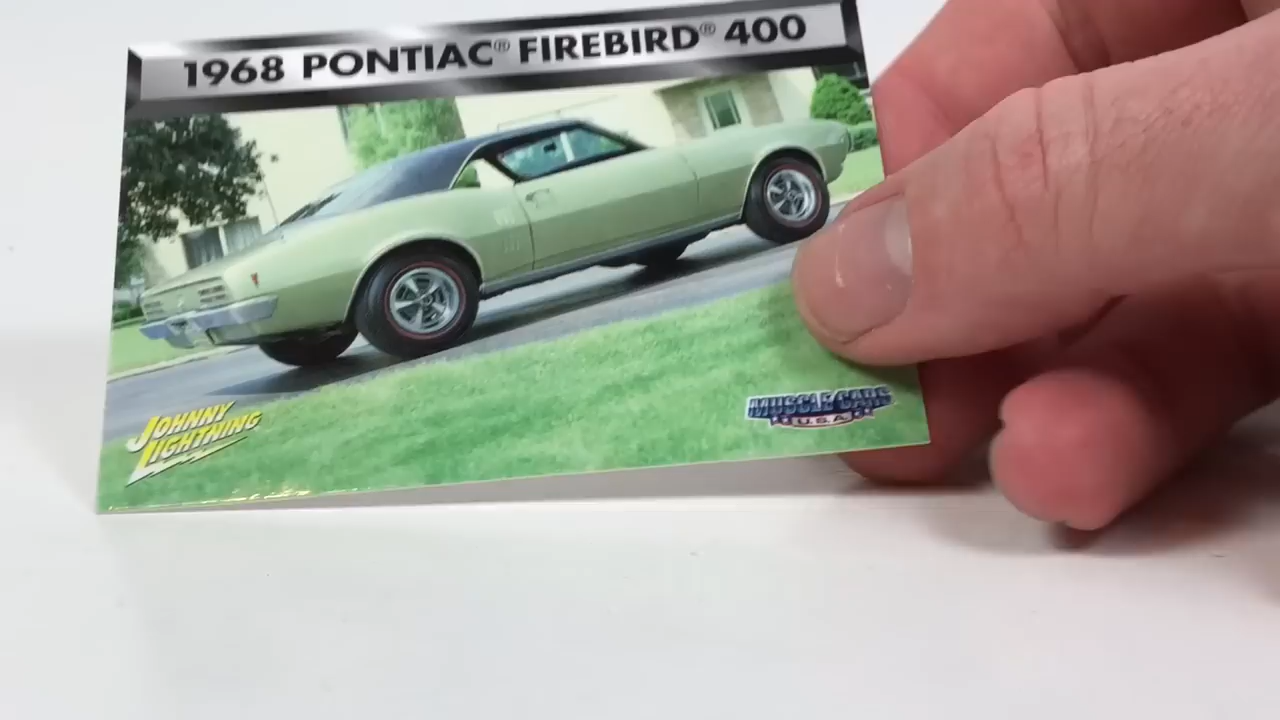 1968 PONTIAC® FIREBIRD® 400
JOHNNY
LIGHTNING
MUSCLE CARS
U.S.A.